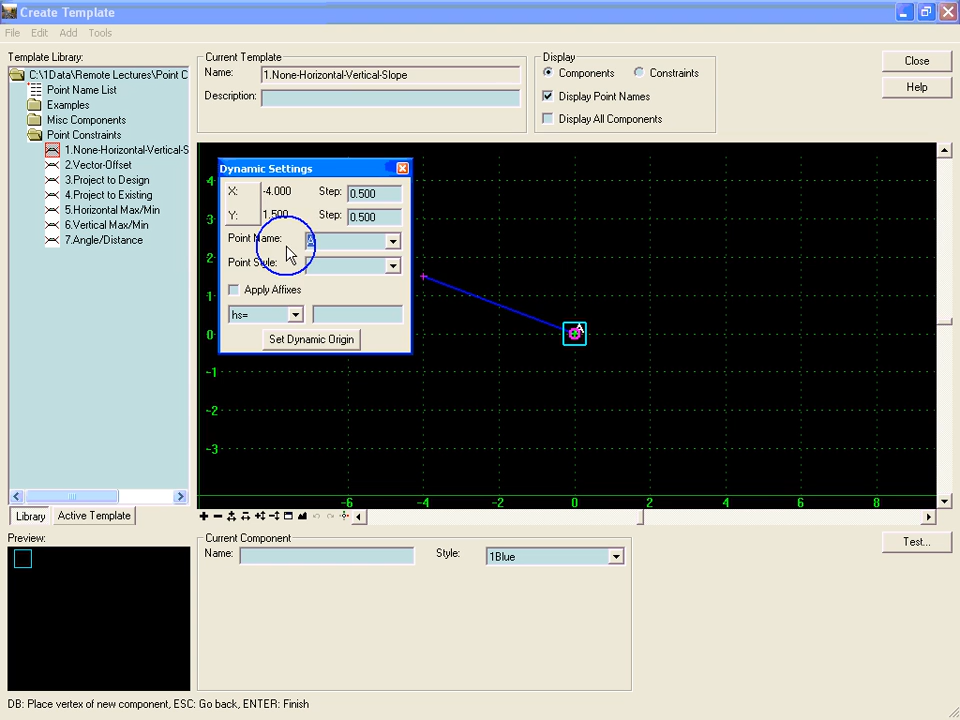 Create Template
File Edit Add Tools
Template Library:
C:\1Data\Remote Lectures\Point C
Point Name List
Examples
Misc Components
Point Constraints
1.None-Horizontal-Vertical-S
2.Vector-Offset
3.Project to Design
4.Project to Existing
5.Horizontal Max/Min
6.Vertical Max/Min
7.Angle/Distance
Library Active Template
Current Template
Name: 1.None-Horizontal-Vertical-Slope
Description:
Display
Components Constraints
Display Point Names
Display All Components
Close
Help
Dynamic Settings
X: -4.000 Step: 0.500
Y: 1.500 Step: 0.500
Point Name: A
Point Style:
Apply Affixes
hs=
Set Dynamic Origin
4
3
2
1
0
-1
-2
-3
A
-6 -4 -2 0 2 4 6 8
Preview:
Current Component
Name: Style: 1Blue
Test...
DB: Place vertex of new component, ESC: Go back, ENTER: Finish